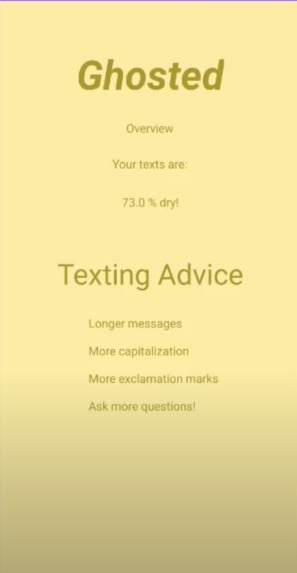 Ghosted
Overview
Your texts are:
73.0 % dry!
Texting Advice
Longer messages
More capitalization
More exclamation marks
Ask more questions!